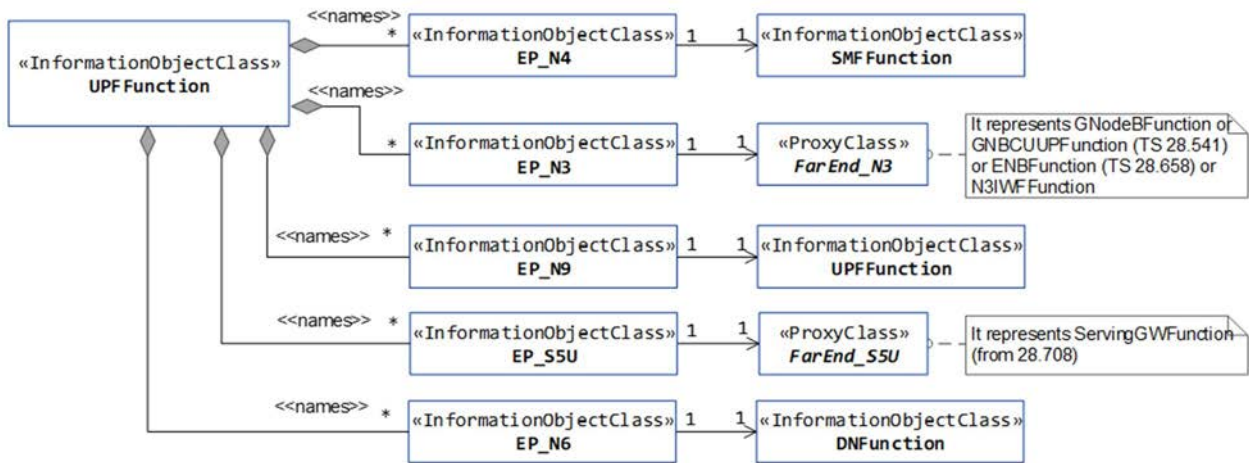 «InformationObjectClass»
UPFFunction
<<names>>
*
«InformationObjectClass»
EP_N4
1
1
«InformationObjectClass»
SMFFunction
<<names>>
*
«InformationObjectClass»
EP_N3
1
1
«ProxyClass»
FarEnd_N3
It represents GNodeBFunction or
GNBCUUPFunction (TS 28.541)
or ENBFunction (TS 28.658) or
N3IWFFunction
<<names>>
*
«InformationObjectClass»
EP_N9
1
1
«InformationObjectClass»
UPFFunction
<<names>>
*
«InformationObjectClass»
EP_S5U
1
1
«ProxyClass»
FarEnd_S5U
It represents ServingGWFunction
(from 28.708)
<<names>>
*
«InformationObjectClass»
EP_N6
1
1
«InformationObjectClass»
DNFunction